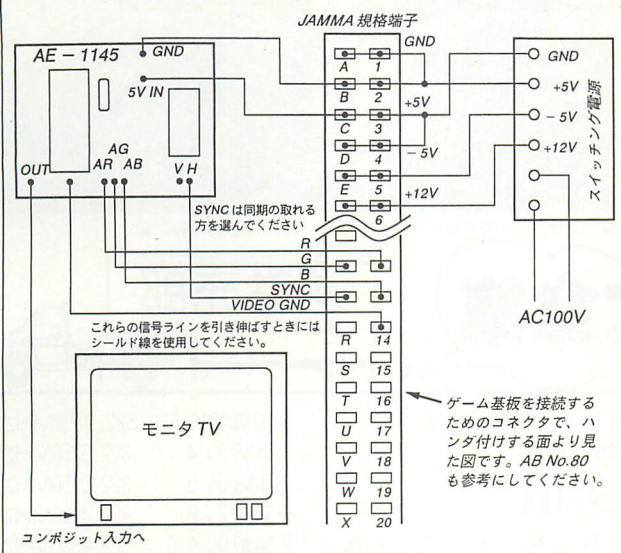 JAMMA 規格端子
AE－1145
GND
5V IN
AG
AR AB
OUT
V H
SYNCは同期の取れる
方を選んでください
R
G
B
SYNC
VIDEO GND
これらの信号ラインを引き伸ばすときには
シールド線を使用してください。
モニタTV
コンポジット入力へ
GND
A 1
B 2
+5V
C 3
D 4
－5V
E 5
+12V
6
R 14
S 15
T 16
U 17
V 18
W 19
X 20
GND
+5V
－5V
+12V
スイッチング電源
AC100V
ゲーム基板を接続する
ためのコネクタで、ハ
ンダ付けする面より見
た図です。AB No.80
も参考にしてください。